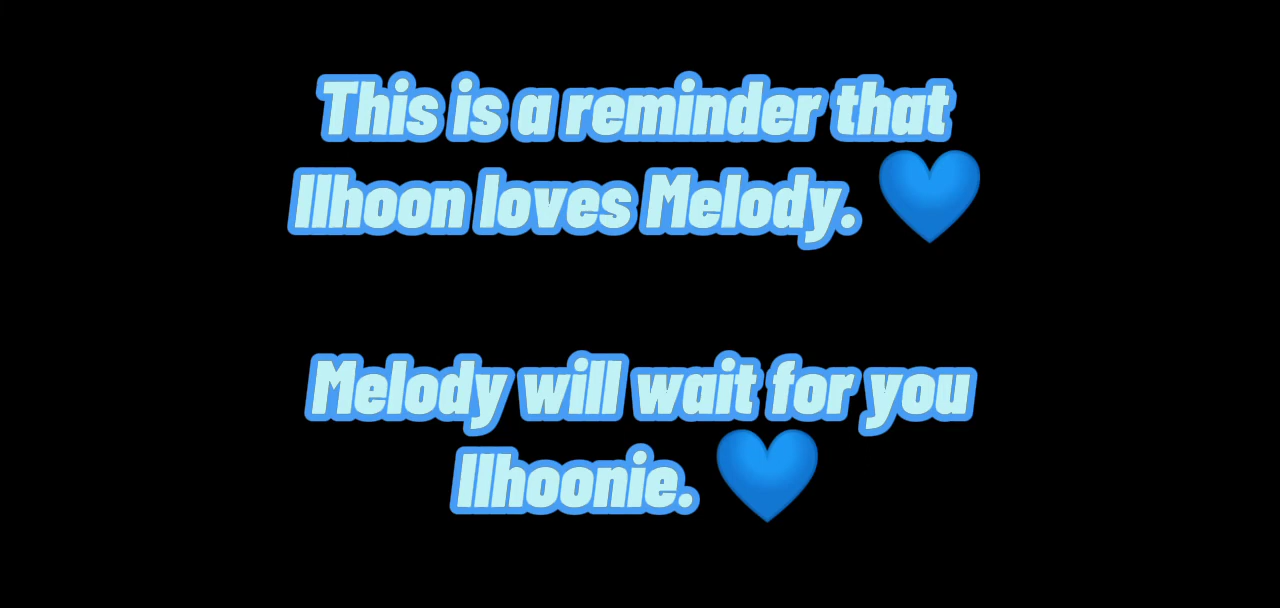 This is a reminder that
Ilhoon loves Melody. 💙
Melody will wait for you
Ilhoonie. 💙